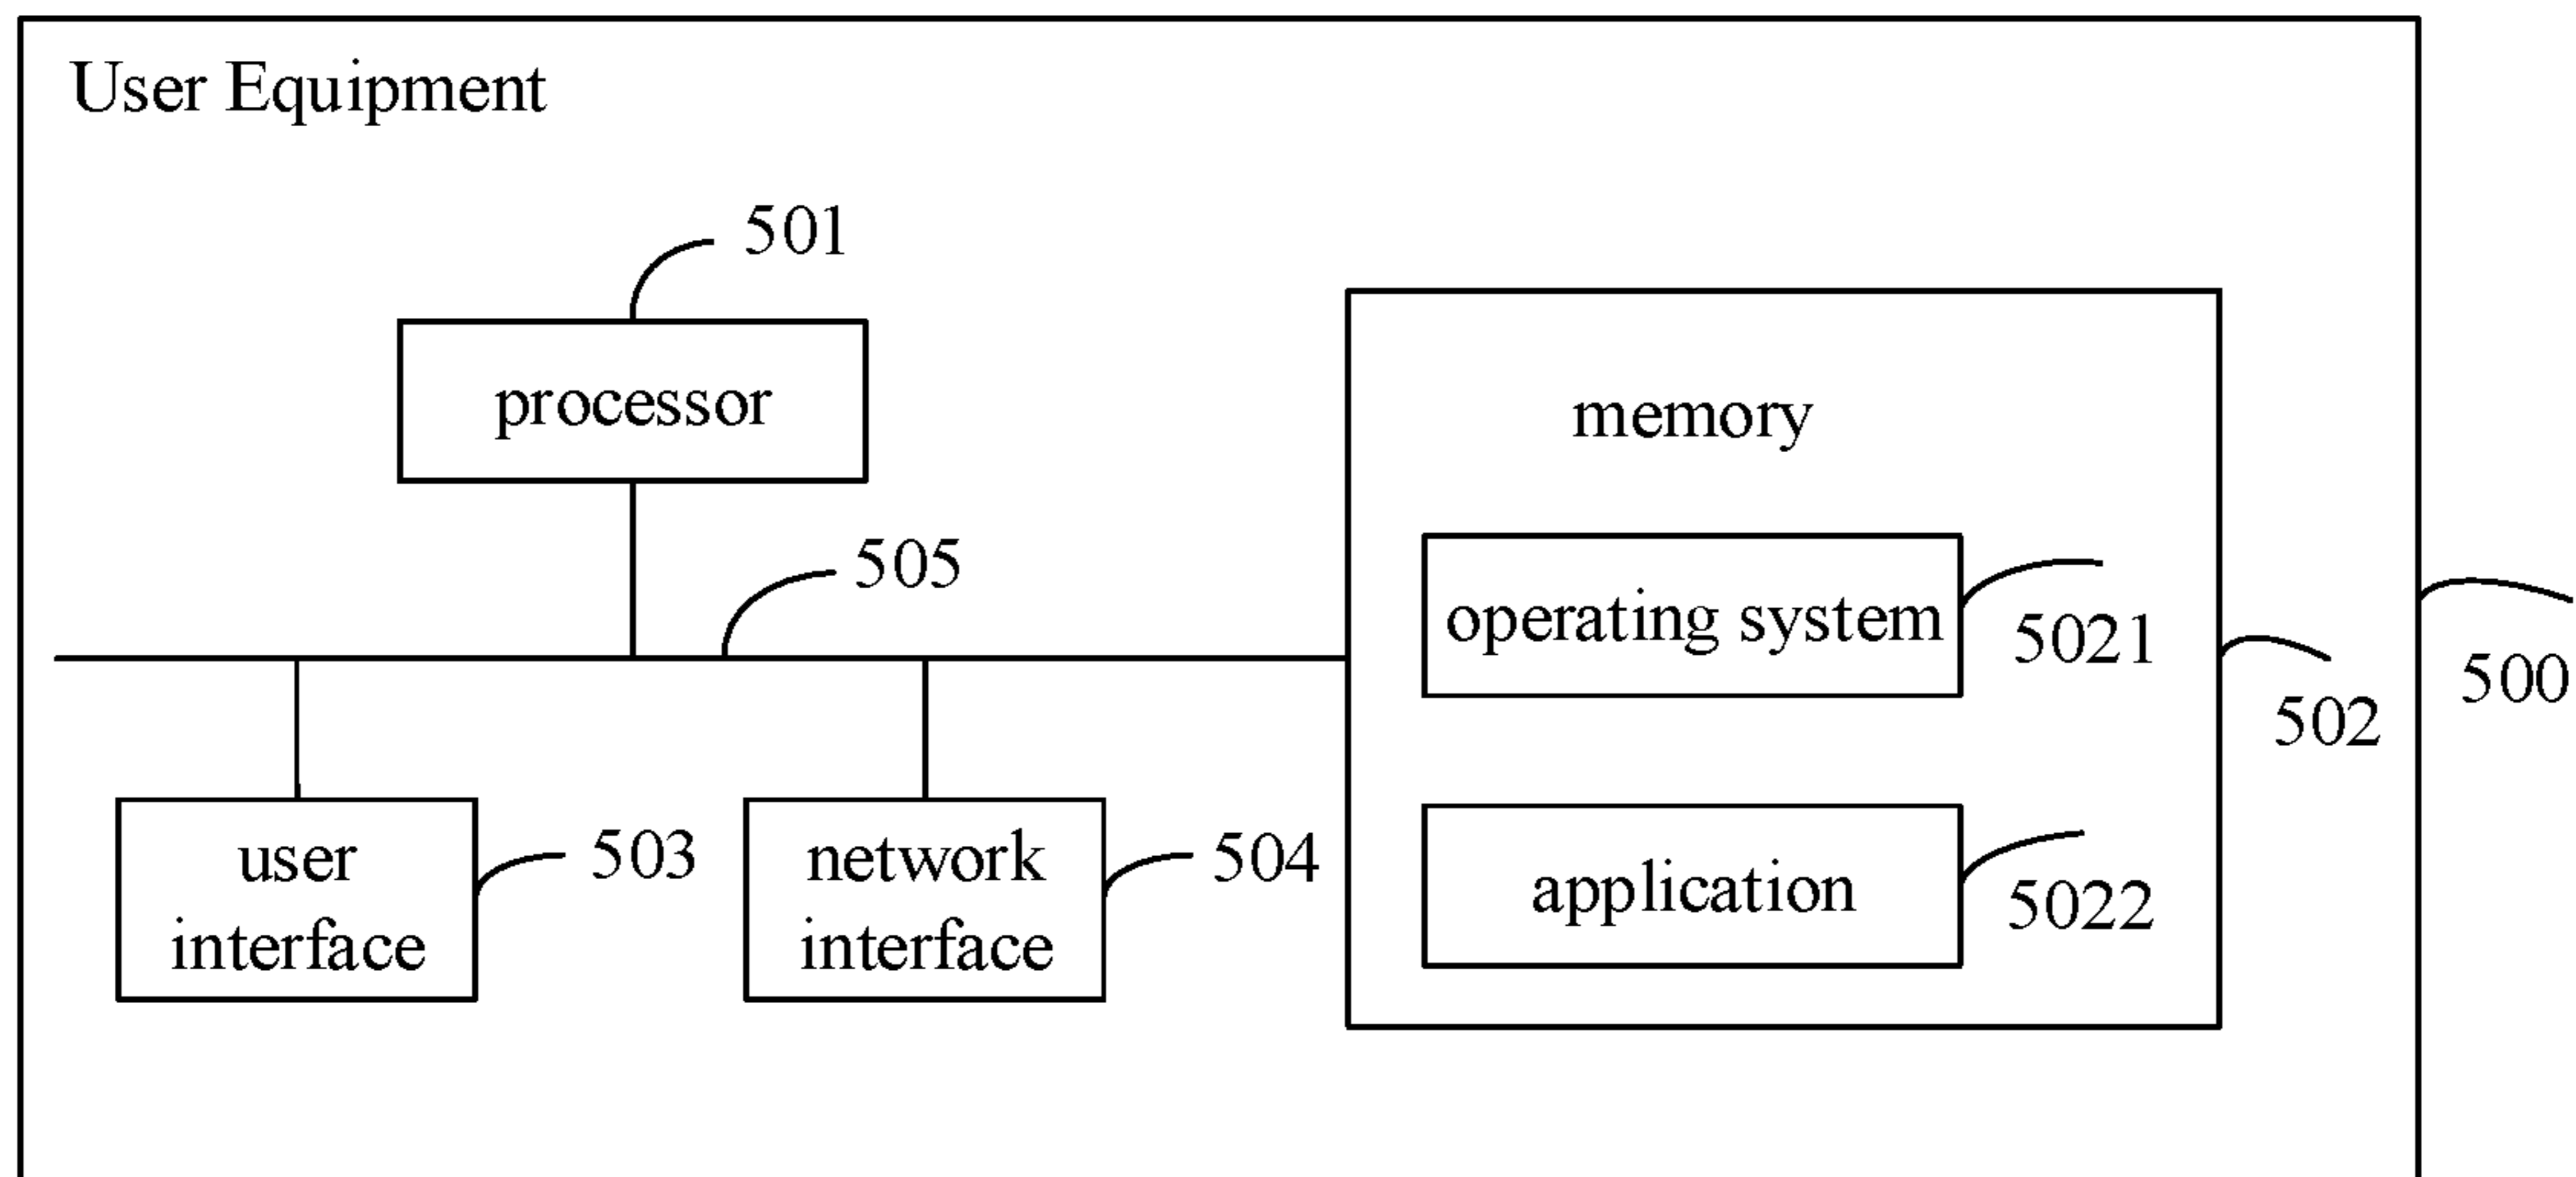 User Equipment
501
processor
memory
505
operating system
5021
500
502
user
interface
503
network
interface
504
application
5022